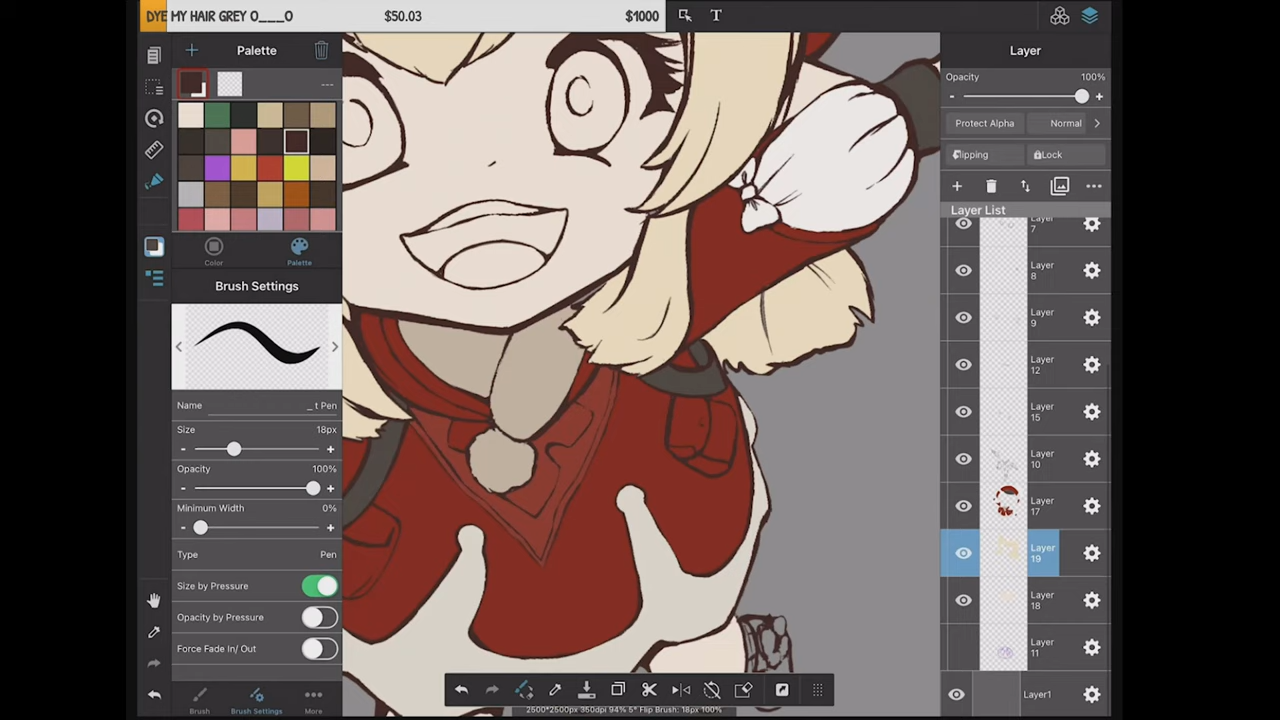 DYE MY HAIR GREY O___O $50.03 $1000
T
Palette
Layer
Opacity 100%
- +
Protect Alpha Normal
Clipping Lock
Layer List
Layer 7
Layer 8
Layer 9
Layer 12
Layer 15
Layer 10
Layer 17
Layer 19
Layer 18
Layer 11
Layer1
Color Palette
Brush Settings
Name _ t Pen
Size 18px
- +
Opacity 100%
- +
Minimum Width 0%
- +
Type Pen
Size by Pressure
Opacity by Pressure
Force Fade In/ Out
Brush Brush Settings More
2500*2500px 350dpi 94% 5° Flip Brush: 18px 100%